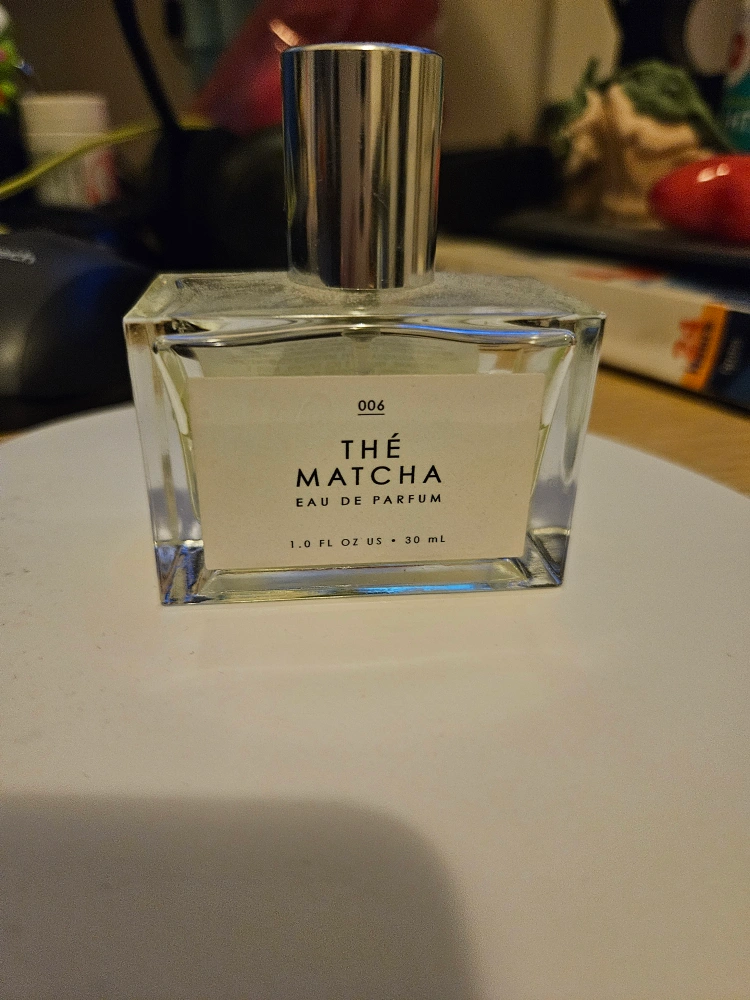 006
THÉ
MATCHA
EAU DE PARFUM
1.0 FL OZ US • 30 mL